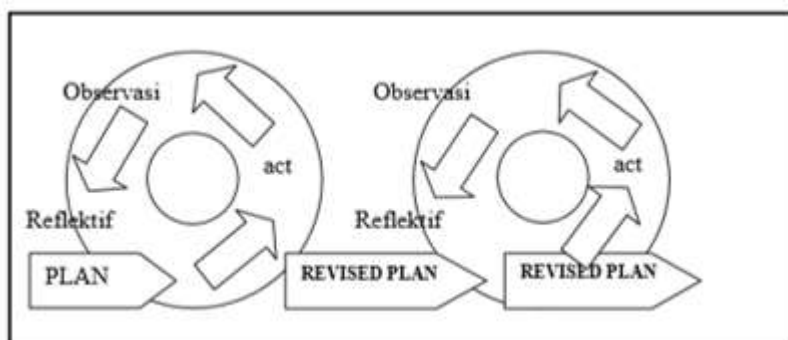 Observasi
Observasi
act
act
Reflektif
Reflektif
PLAN
REVISED PLAN
REVISED PLAN